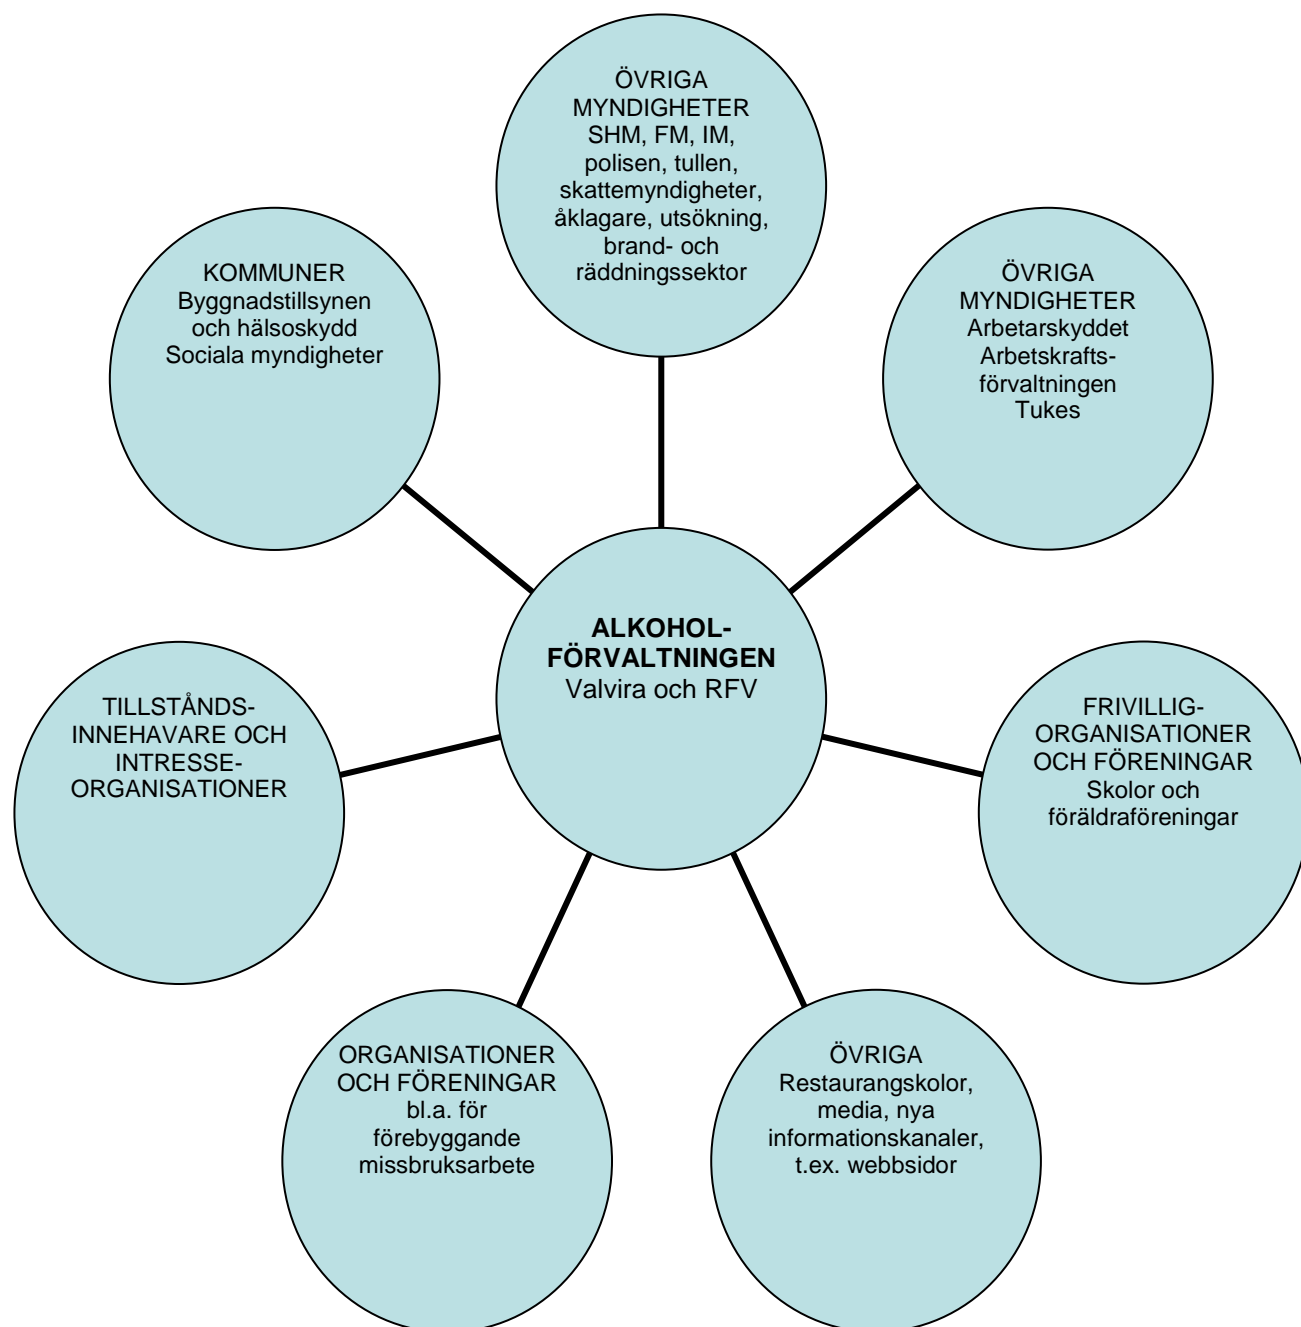 ÖVRIGA
MYNDIGHETER
SHM, FM, IM,
polisen, tullen,
skattemyndigheter,
åklagare, utsökning,
brand- och
räddningssektor
KOMMUNER
Byggnadstillsynen
och hälsoskydd
Sociala myndigheter
ÖVRIGA
MYNDIGHETER
Arbetarskyddet
Arbetskrafts-
förvaltningen
Tukes
ALKOHOL-
FÖRVALTNINGEN
Valvira och RFV
TILLSTÅNDS-
INNEHAVARE OCH
INTRESSE-
ORGANISATIONER
FRIVILLIG-
ORGANISATIONER
OCH FÖRENINGAR
Skolor och
föräldraföreningar
ORGANISATIONER
OCH FÖRENINGAR
bl.a. för
förebyggande
missbruksarbete
ÖVRIGA
Restaurangskolor,
media, nya
informationskanaler,
t.ex. webbsidor